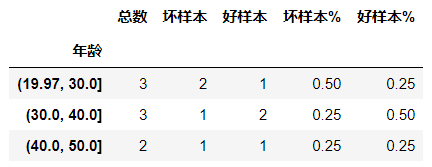 总数 坏样本 好样本 坏样本% 好样本%
年龄
(19.97, 30.0] 3 2 1 0.50 0.25
(30.0, 40.0] 3 1 2 0.25 0.50
(40.0, 50.0] 2 1 1 0.25 0.25